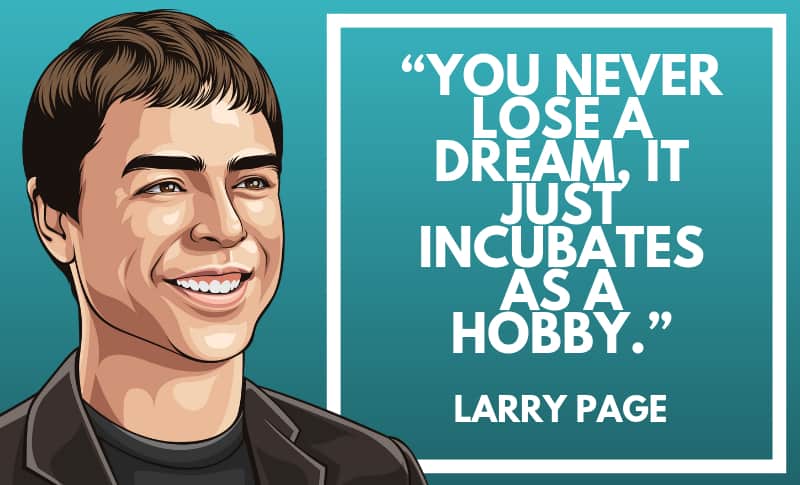 “YOU NEVER
LOSE A
DREAM, IT
JUST
INCUBATES
AS A
HOBBY.”
LARRY PAGE